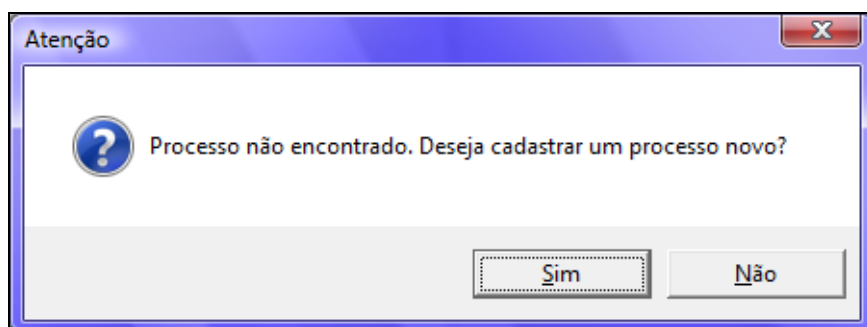 Atenção
Processo não encontrado. Deseja cadastrar um processo novo?
Sim
Não